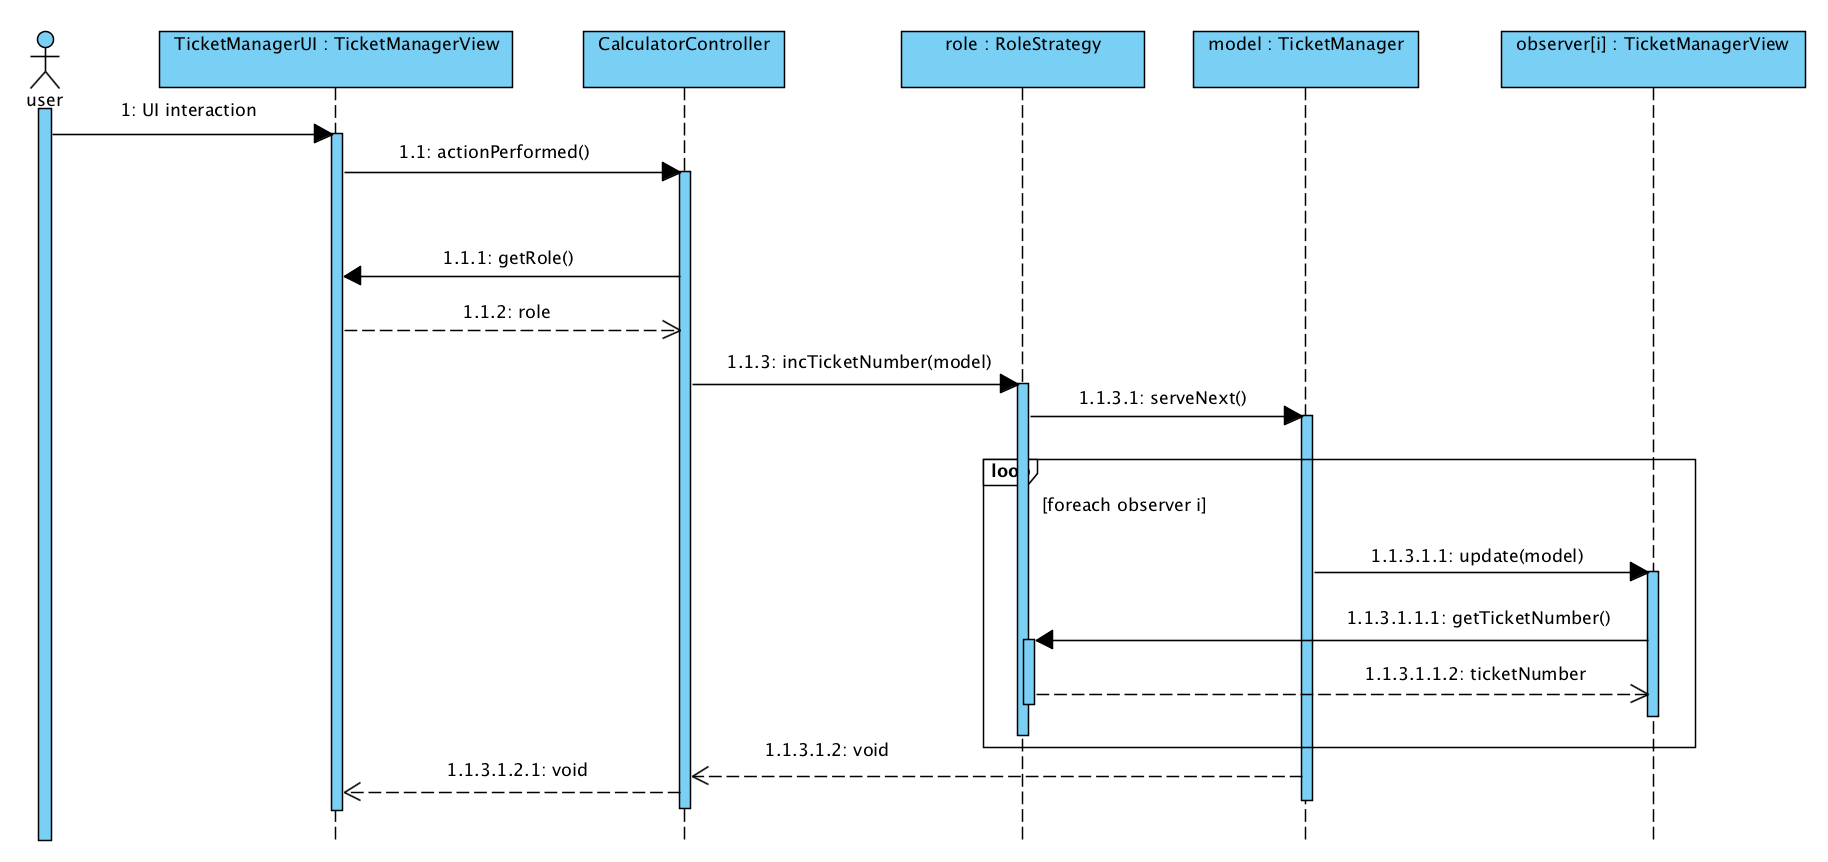 user
TicketManagerUI : TicketManagerView
CalculatorController
role : RoleStrategy
model : TicketManager
observer[i] : TicketManagerView
1: UI interaction
1.1: actionPerformed()
1.1.1: getRole()
1.1.2: role
1.1.3: incTicketNumber(model)
1.1.3.1: serveNext()
loop
[foreach observer i]
1.1.3.1.1: update(model)
1.1.3.1.1.1: getTicketNumber()
1.1.3.1.1.2: ticketNumber
1.1.3.1.2: void
1.1.3.1.2.1: void